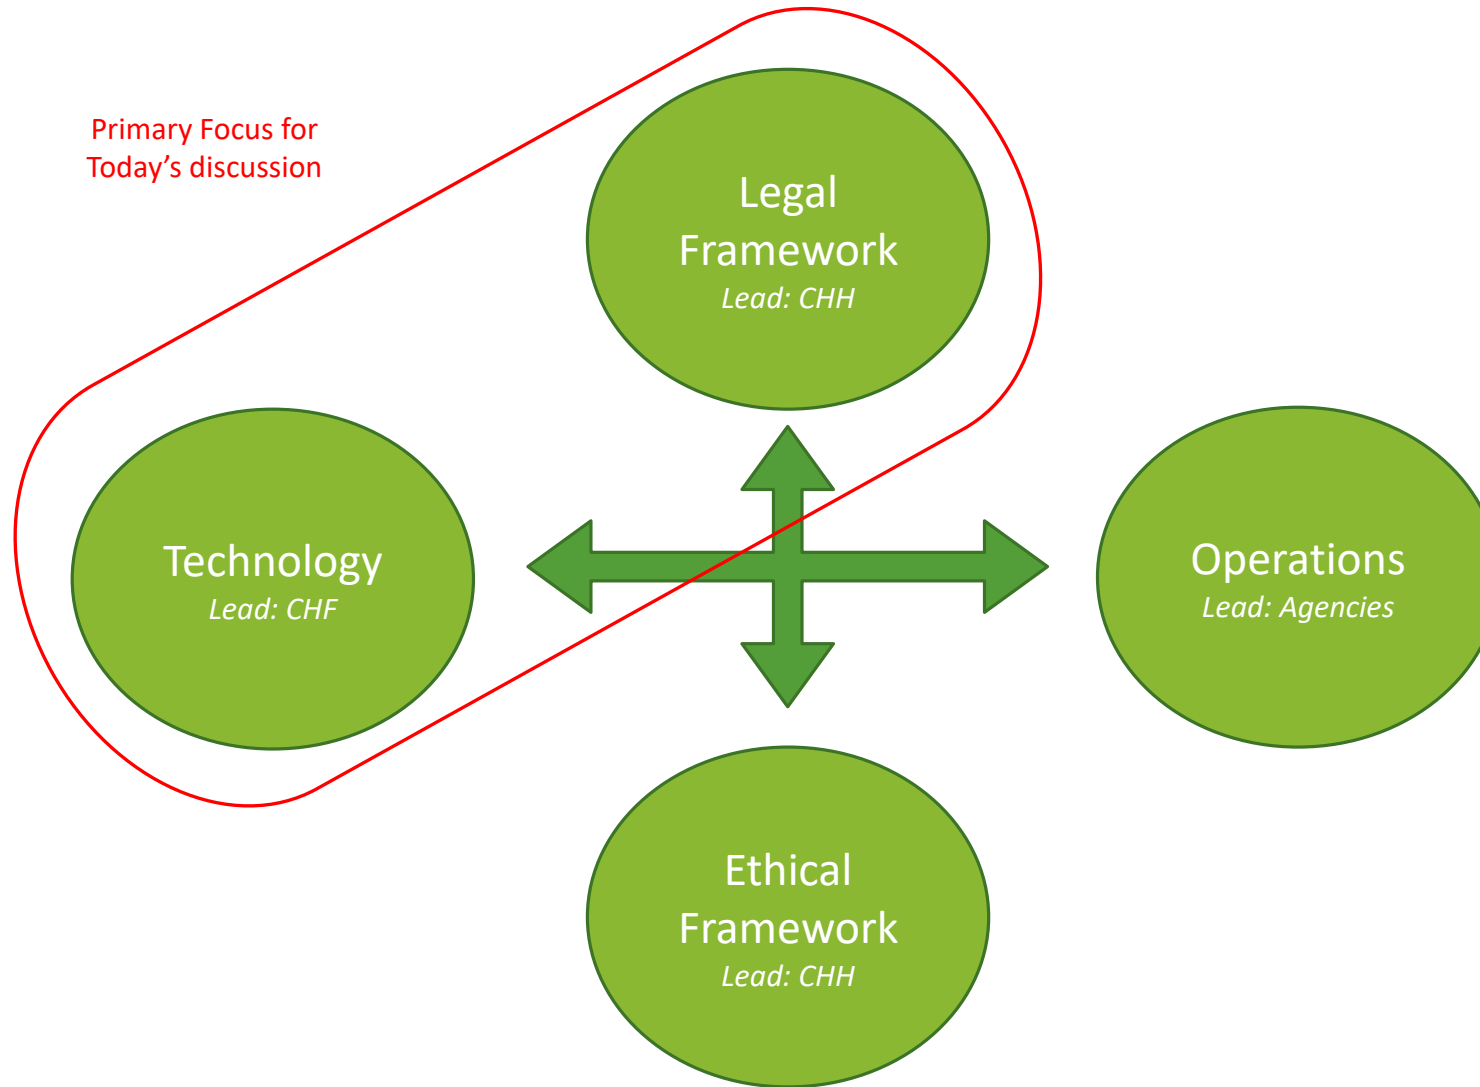 Primary Focus for
Today’s discussion
Legal
Framework
Lead: CHH
Technology
Lead: CHF
Operations
Lead: Agencies
Ethical
Framework
Lead: CHH